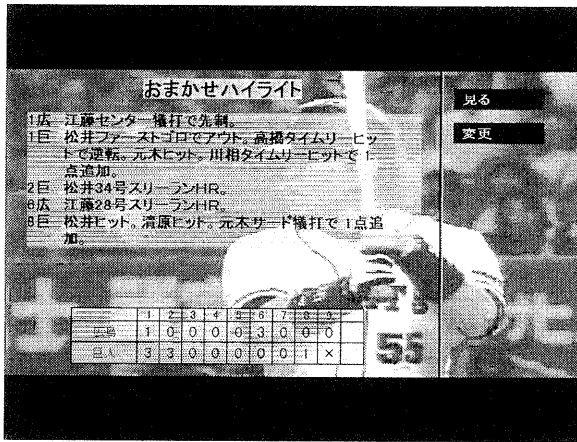 おまかせハイライト
見る
変更
1広 江藤センター犠打で先制。
1巨 松井ファーストゴロでアウト。高橋タイムリーヒッ
トで逆転。元木ヒット。川相タイムリーヒットで1
点追加。
2巨 松井34号スリーランHR。
6広 江藤28号スリーランHR。
8巨 松井ヒット。清原ヒット。元木サード犠打で1点追
加。
1 2 3 4 5 6 7 8 9
広島 1 0 0 0 0 3 0 0 0
巨人 3 3 0 0 0 0 0 1 ×
55